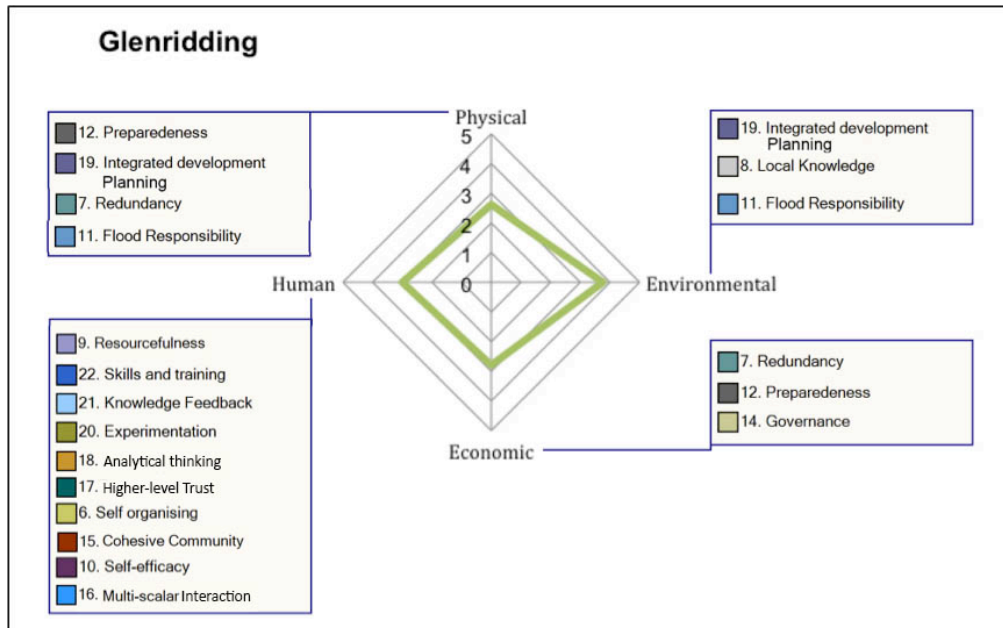 Glenridding
12. Preparedeness
19. Integrated development
Planning
7. Redundancy
11. Flood Responsibility
Physical
5
4
3
2
1
0
Human
Environmental
Economic
19. Integrated development
Planning
8. Local Knowledge
11. Flood Responsibility
9. Resourcefulness
22. Skills and training
21. Knowledge Feedback
20. Experimentation
18. Analytical thinking
17. Higher-level Trust
6. Self organising
15. Cohesive Community
10. Self-efficacy
16. Multi-scalar Interaction
7. Redundancy
12. Preparedeness
14. Governance